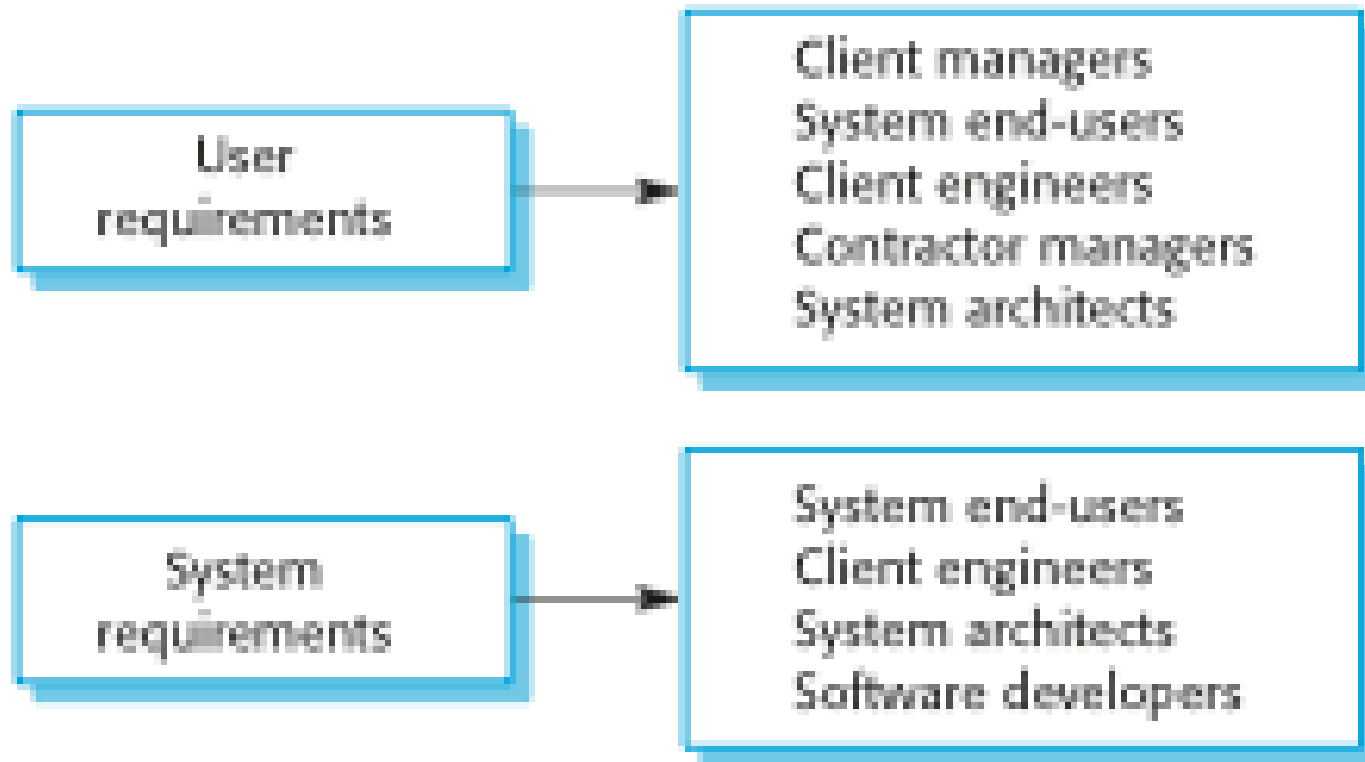 User
requirements
Client managers
System end-users
Client engineers
Contractor managers
System architects
System
requirements
System end-users
Client engineers
System architects
Software developers